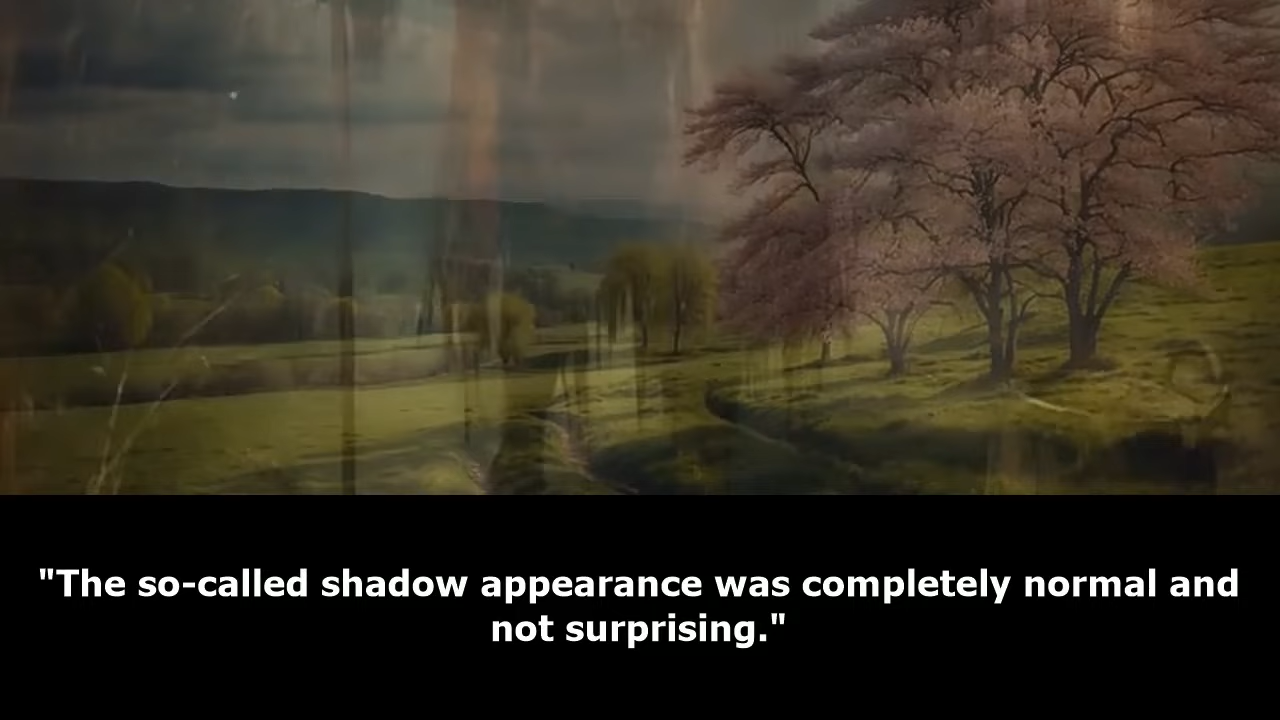 "The so-called shadow appearance was completely normal and
not surprising."